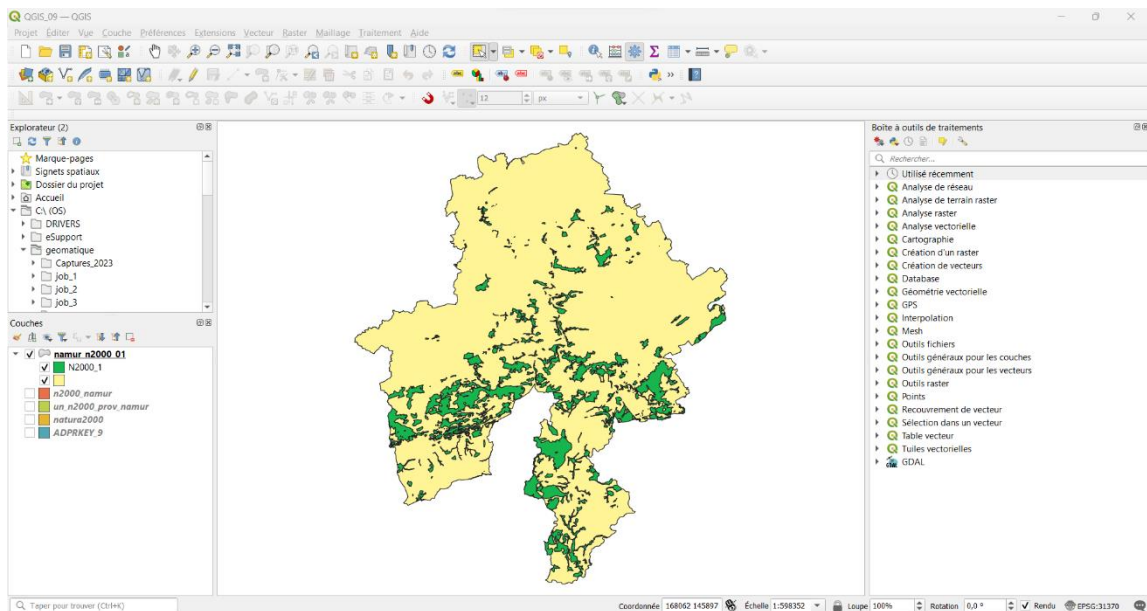 QGIS_09 — QGIS
Projet Éditer Vue Couche Préférences Extensions Vecteur Raster Maillage Traitement Aide
12 px
Explorateur (2)
Marque-pages
Signets spatiaux
Dossier du projet
Accueil
C:\ (OS)
DRIVERS
eSupport
geomatique
Captures_2023
job_1
job_2
job_3
Couches
namur_n2000_01
N2000_1
n2000_namur
un_n2000_prov_namur
natura2000
ADPRKEY_9
Boîte à outils de traitements
Rechercher...
Utilisé récemment
Analyse de réseau
Analyse de terrain raster
Analyse raster
Analyse vectorielle
Cartographie
Création d'un raster
Création de vecteurs
Database
Géométrie vectorielle
GPS
Interpolation
Mesh
Outils fichiers
Outils généraux pour les couches
Outils généraux pour les vecteurs
Outils raster
Points
Recouvrement de vecteur
Sélection dans un vecteur
Table vecteur
Tuiles vectorielles
GDAL
Taper pour trouver (Ctrl+K) Coordonnée 168062 145897 Échelle 1:598352 Loupe 100% Rotation 0,0 ° Rendu EPSG:31370